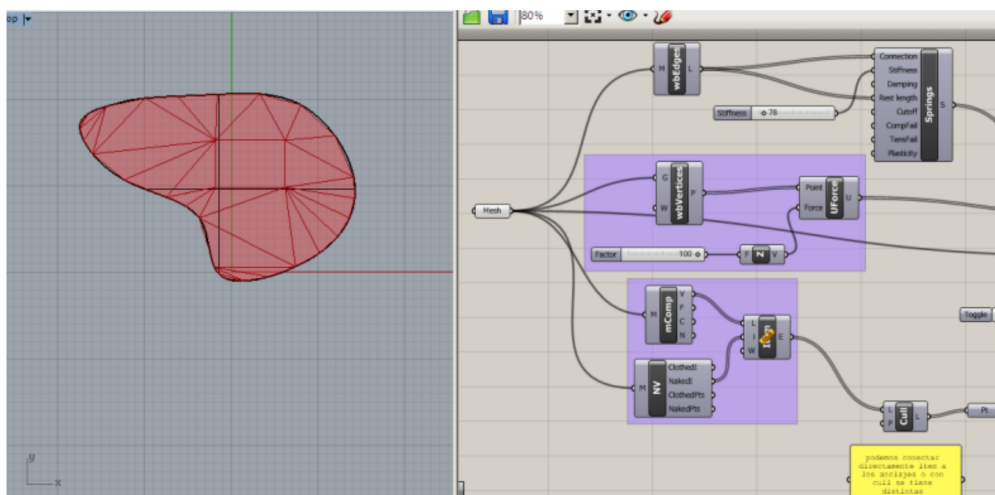 op
80%
wbEdges
M
L
Connection
Stiffness
Damping
Rest length
Cutoff
CompFail
TensFail
Plasticity
Springs
S
Stiffness
78
Mesh
G
W
wbVertices
P
Point
Force
UForce
U
Factor
100
F
Z
V
M
mComp
V
F
C
N
L
I
W
E
M
NV
ClothedI
NakedI
ClothedPts
NakedPts
Toggle
L
P
Cull
L
Pt
podemos conectar
directamente
a
los anclajes o con
cull se tiene
distintas
y
x